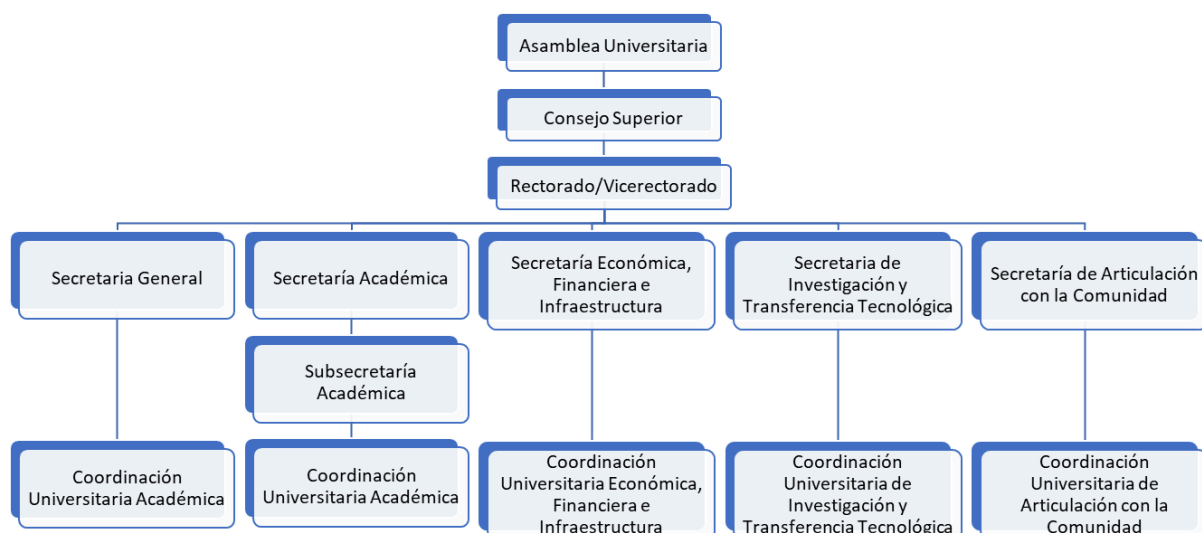 Asamblea Universitaria
Consejo Superior
Rectorado/Vicerectorado
Secretaria General
Secretaría Académica
Secretaría Económica,
Financiera e
Infraestructura
Secretaria de
Investigación y
Transferencia Tecnológica
Secretaría de Articulación
con la Comunidad
Subsecretaría
Académica
Coordinación
Universitaria Académica
Coordinación
Universitaria Académica
Coordinación
Universitaria Económica,
Financiera e
Infraestructura
Coordinación
Universitaria de
Investigación y
Transferencia Tecnológica
Coordinación
Universitaria de
Articulación con la
Comunidad